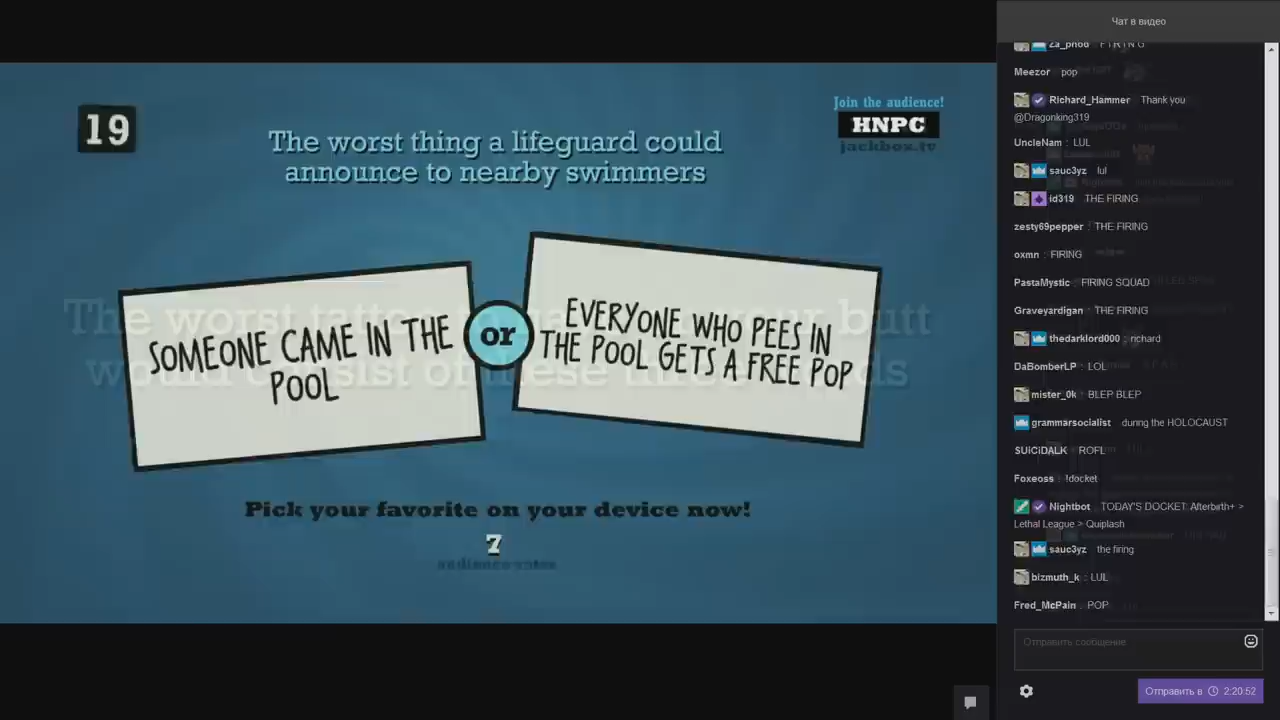 19
The worst thing a lifeguard could
announce to nearby swimmers
Join the audience!
HNPC
jackbox.tv
SOMEONE CAME IN THE
POOL
or
EVERYONE WHO PEES IN
THE POOL GETS A FREE POP
Pick your favorite on your device now!
7
audience votes
Чат в видео
Meezor pop
Richard_Hammer Thank you
@Dragonking319
UncleNam : LUL
sauc3yz lul
id319 THE FIRING
zesty69pepper : THE FIRING
oxmn : FIRING
PastaMystic : FIRING SQUAD
Graveyardigan : THE FIRING
thedarklord000 : richard
DaBomberLP : LOL
mister_0k : BLEP BLEP
grammarsocialist during the HOLOCAUST
SUICiDALK : ROFL
Foxeoss !docket
Nightbot : TODAY'S DOCKET: Afterbirth+ >
Lethal League > Quiplash
sauc3yz the firing
bizmuth_k : LUL
Fred_McPain : POP
Отправить сообщение
Отправить в 2:20:52